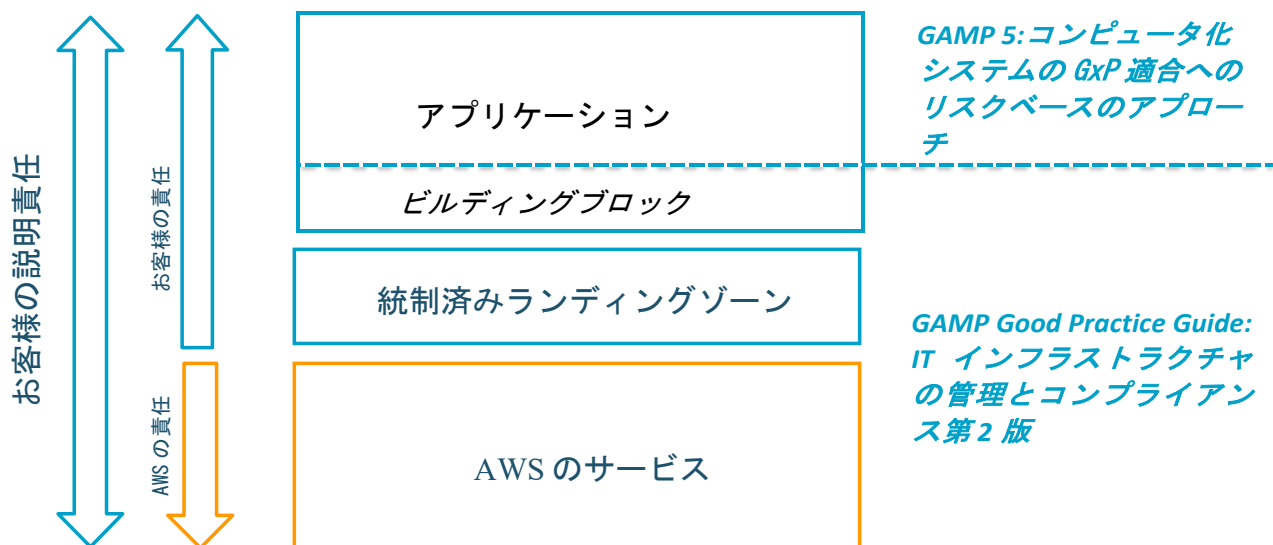 お客様の説明責任
お客様の責任
AWS の責任
アプリケーション
ビルディングブロック
統制済みランディングゾーン
AWS のサービス
GAMP 5:コンピュータ化
システムの GxP 適合への
リスクベースのアプロー
チ
GAMP Good Practice Guide:
IT インフラストラクチャ
の管理とコンプライアン
ス第 2 版